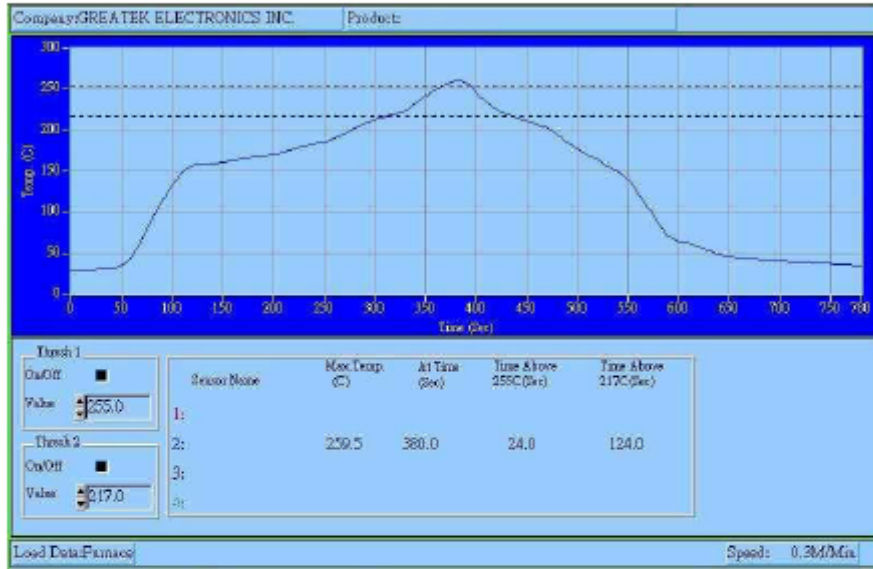 Company:GREATEK ELECTRONICS INC. Product:
300
250
200
150
100
50
0
Temp. (C)
0 50 100 150 200 250 300 350 400 450 500 550 600 650 700 750 780
Time (Sec)
Thresh 1
On/Off
Value 255.0
Thresh 2
On/Off
Value 217.0
Sensor Name Max.Temp. (C) At Time (Sec) Time Above 255C(Sec) Time Above 217C(Sec)
1:
2: 259.5 380.0 24.0 124.0
3:
4:
Load Data:Furnace Speed: 0.3M/Min